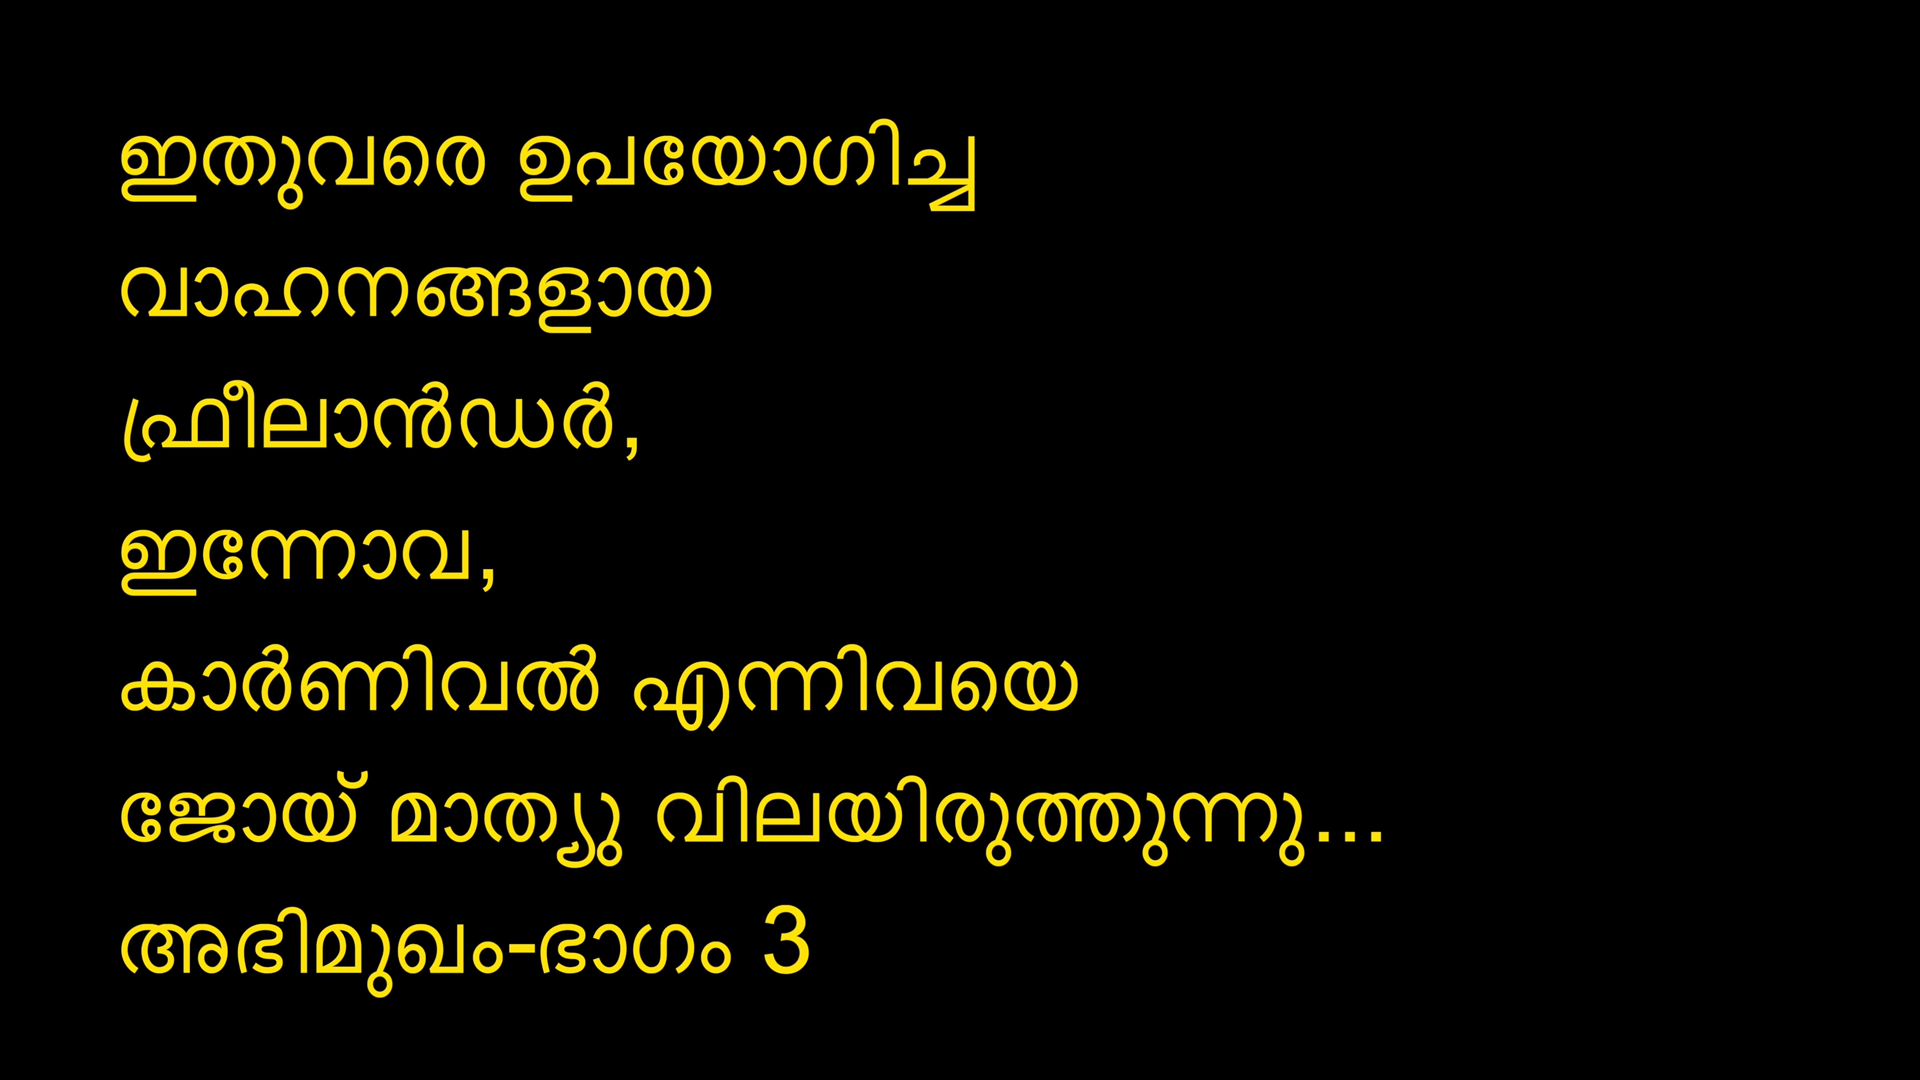 ഇതുവരെ ഉപയോഗിച്ച
വാഹനങ്ങളായ
ഫ്രീലാൻഡർ,
ഇന്നോവ,
കാർണിവൽ എന്നിവയെ
ജോയ് മാത്യു വിലയിരുത്തുന്നു...
അഭിമുഖം-ഭാഗം 3